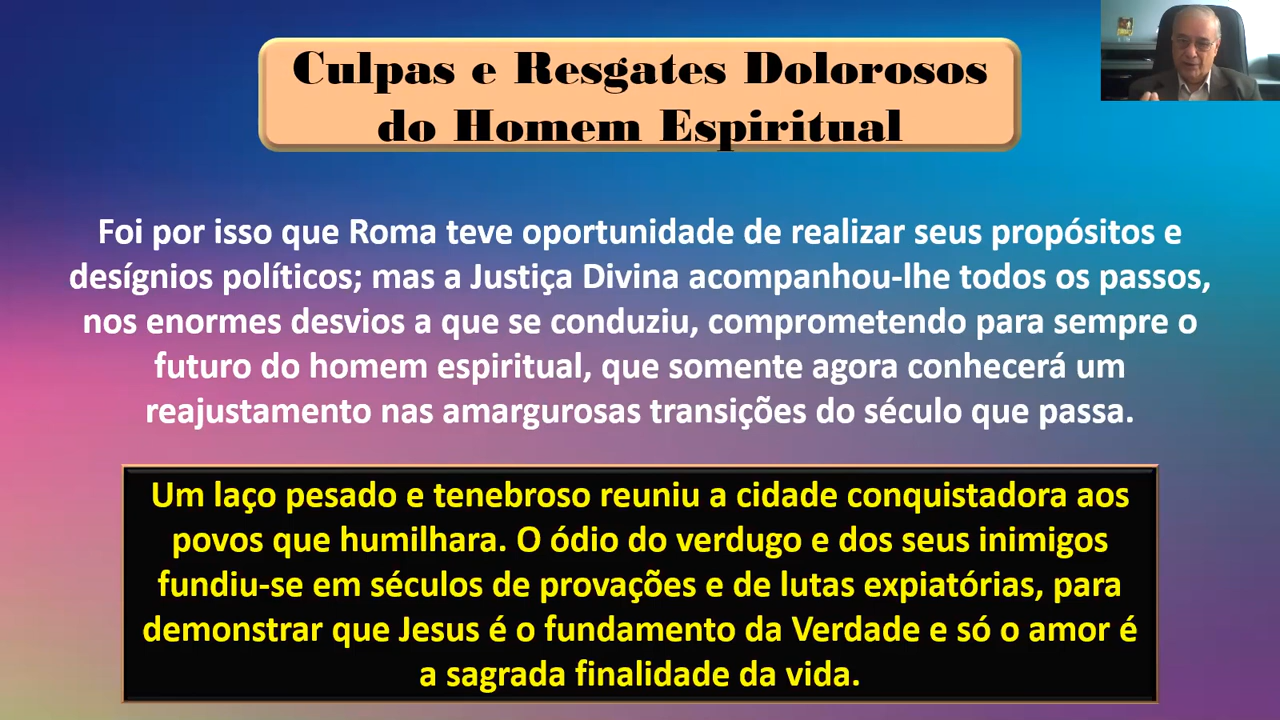 Culpas e Resgates Dolorosos
do Homem Espiritual
Foi por isso que Roma teve oportunidade de realizar seus propósitos e
desígnios políticos; mas a Justiça Divina acompanhou-lhe todos os passos,
nos enormes desvios a que se conduziu, comprometendo para sempre o
futuro do homem espiritual, que somente agora conhecerá um
reajustamento nas amargurosas transições do século que passa.
Um laço pesado e tenebroso reuniu a cidade conquistadora aos
povos que humilhara. O ódio do verdugo e dos seus inimigos
fundiu-se em séculos de provações e de lutas expiatórias, para
demonstrar que Jesus é o fundamento da Verdade e só o amor é
a sagrada finalidade da vida.